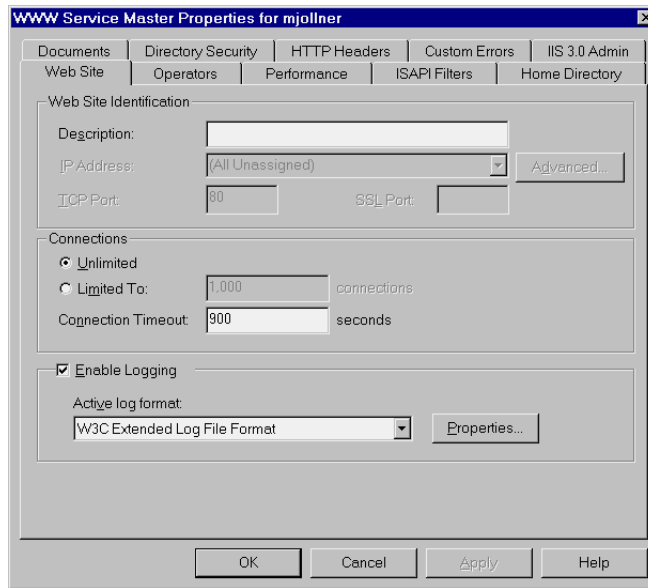 WWW Service Master Properties for mjollner
Documents Directory Security HTTP Headers Custom Errors IIS 3.0 Admin
Web Site Operators Performance ISAPI Filters Home Directory
Web Site Identification
Description:
IP Address: (All Unassigned) Advanced...
TCP Port: 80 SSL Port:
Connections
Unlimited
Limited To: 1,000 connections
Connection Timeout: 900 seconds
Enable Logging
Active log format:
W3C Extended Log File Format Properties...
OK Cancel Apply Help